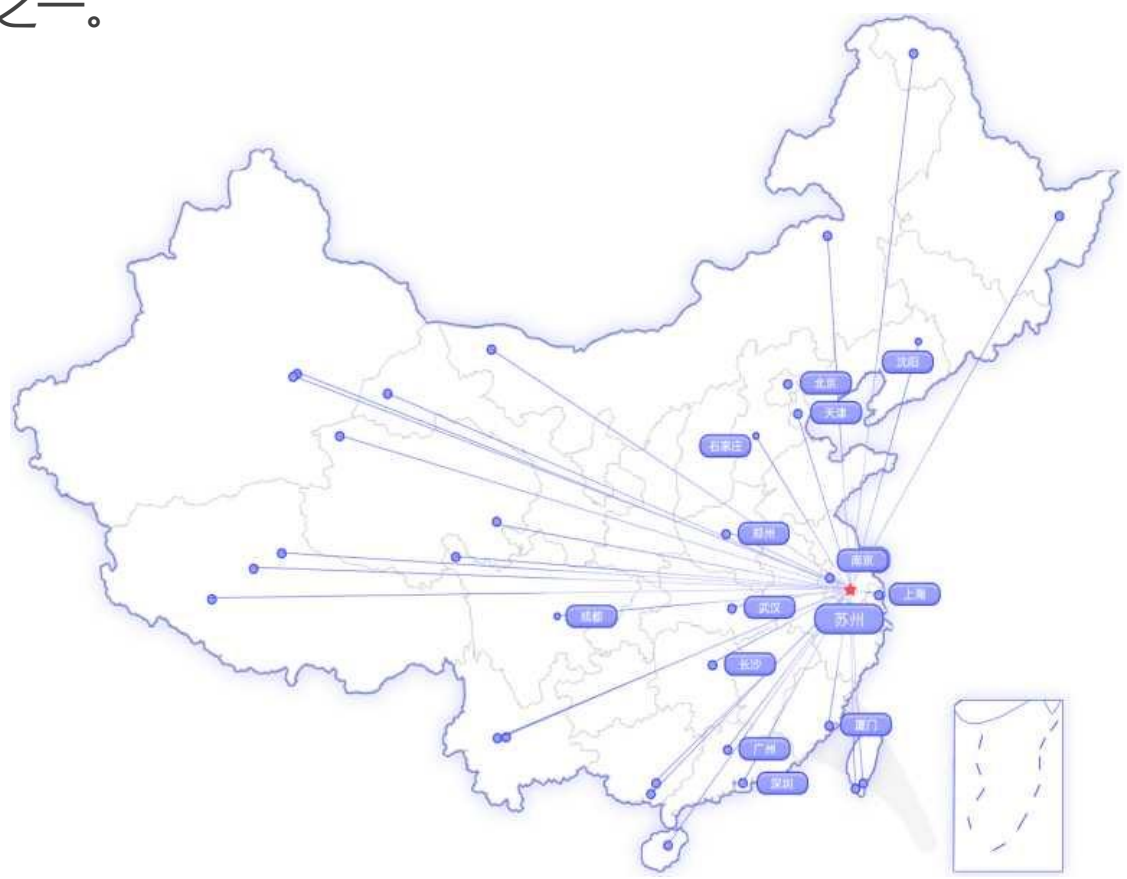 之一。
沈阳
北京
天津
石家庄
郑州
南京
上海
武汉
成都
苏州
长沙
厦门
广州
深圳